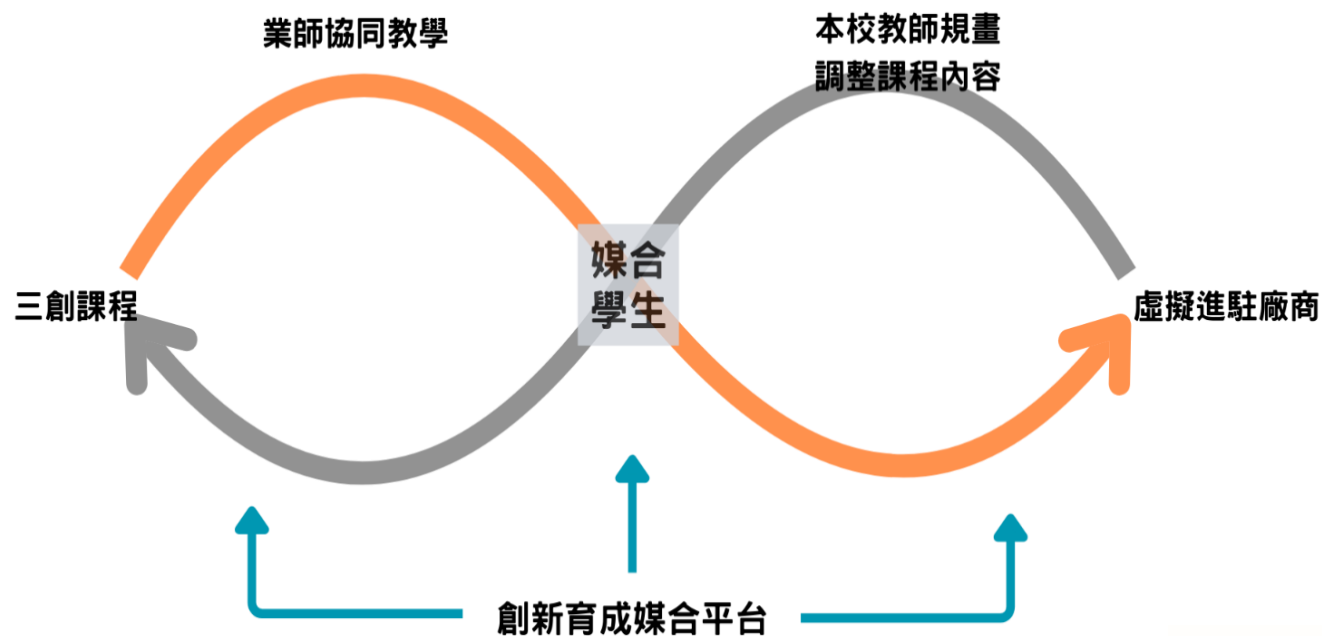 業師協同教學
本校教師規畫
調整課程內容
媒合
學生
三創課程
虛擬進駐廠商
創新育成媒合平台